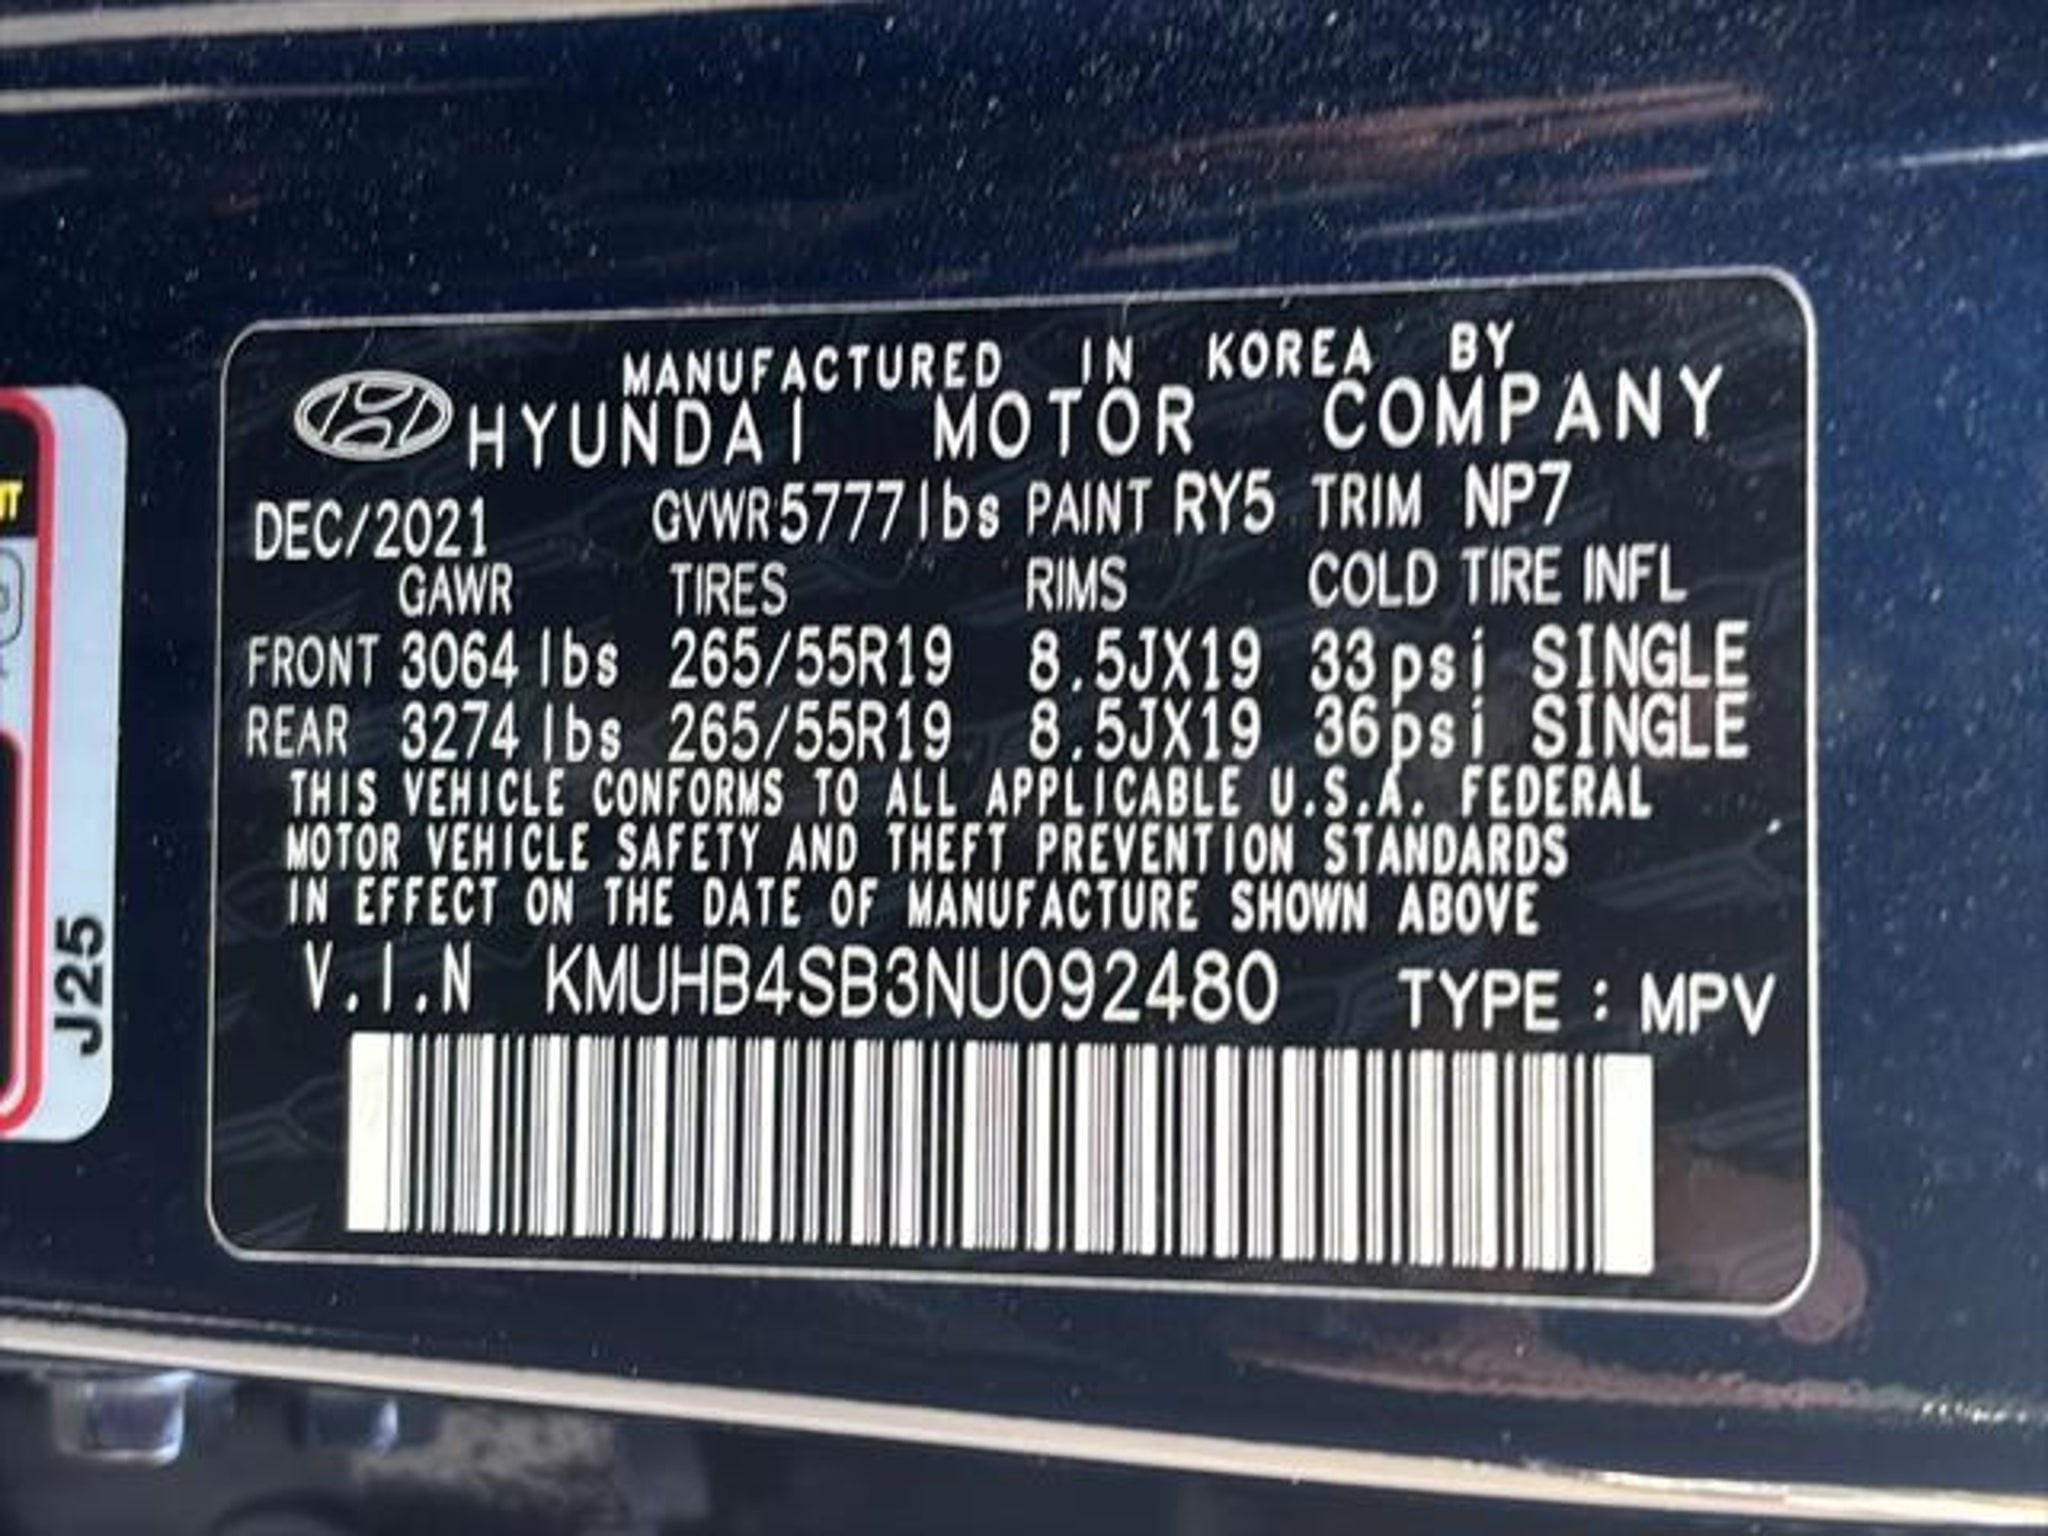 MANUFACTURED IN KOREA BY
HYUNDAI MOTOR COMPANY
DEC/2021 GVWR 5777lbs PAINT RY5 TRIM NP7
GAWR TIRES RIMS COLD TIRE INFL
FRONT 3064 lbs 265/55R19 8.5JX19 33psi SINGLE
REAR 3274 lbs 265/55R19 8.5JX19 36psi SINGLE
THIS VEHICLE CONFORMS TO ALL APPLICABLE U.S.A. FEDERAL
MOTOR VEHICLE SAFETY AND THEFT PREVENTION STANDARDS
IN EFFECT ON THE DATE OF MANUFACTURE SHOWN ABOVE
V.I.N KMUHB4SB3NU092480 TYPE : MPV
J25